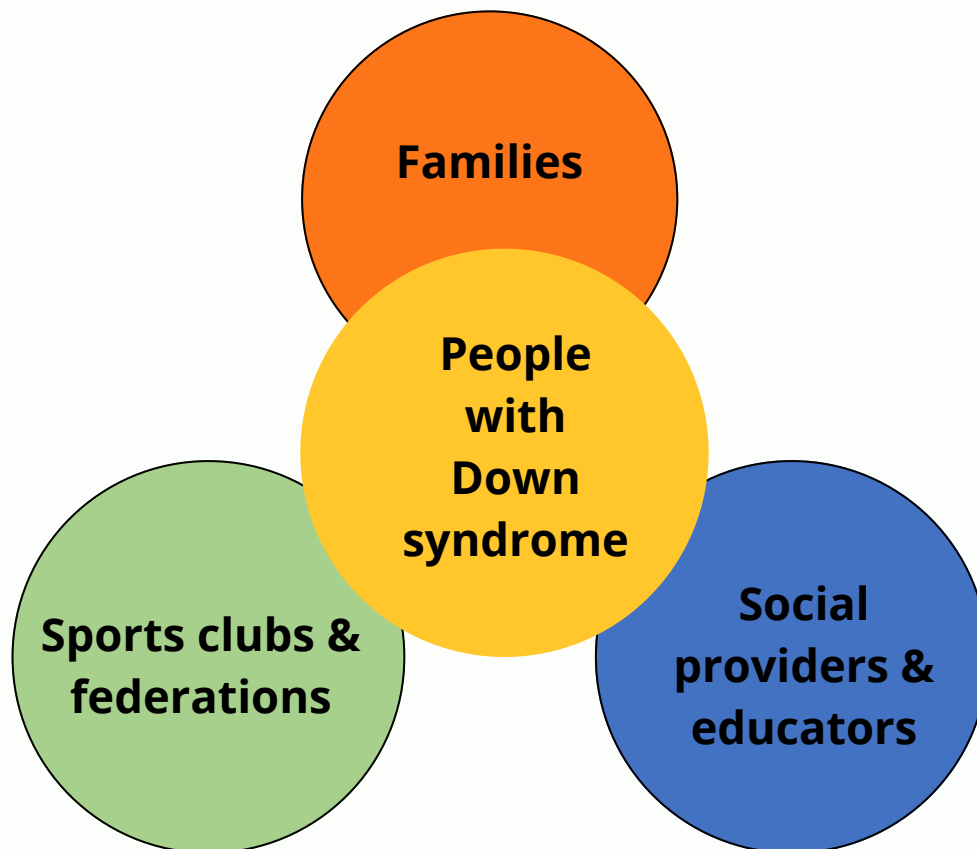 Families
People
with
Down
syndrome
Sports clubs &
federations
Social
providers &
educators